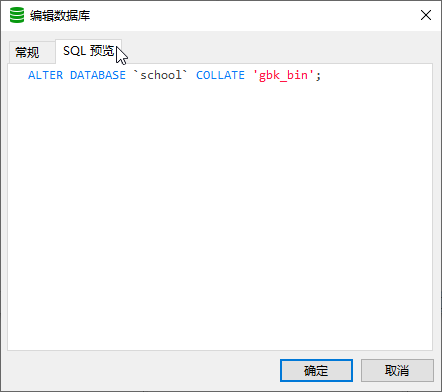 编辑数据库
常规 SQL 预览
ALTER DATABASE `school` COLLATE 'gbk_bin';
确定 取消